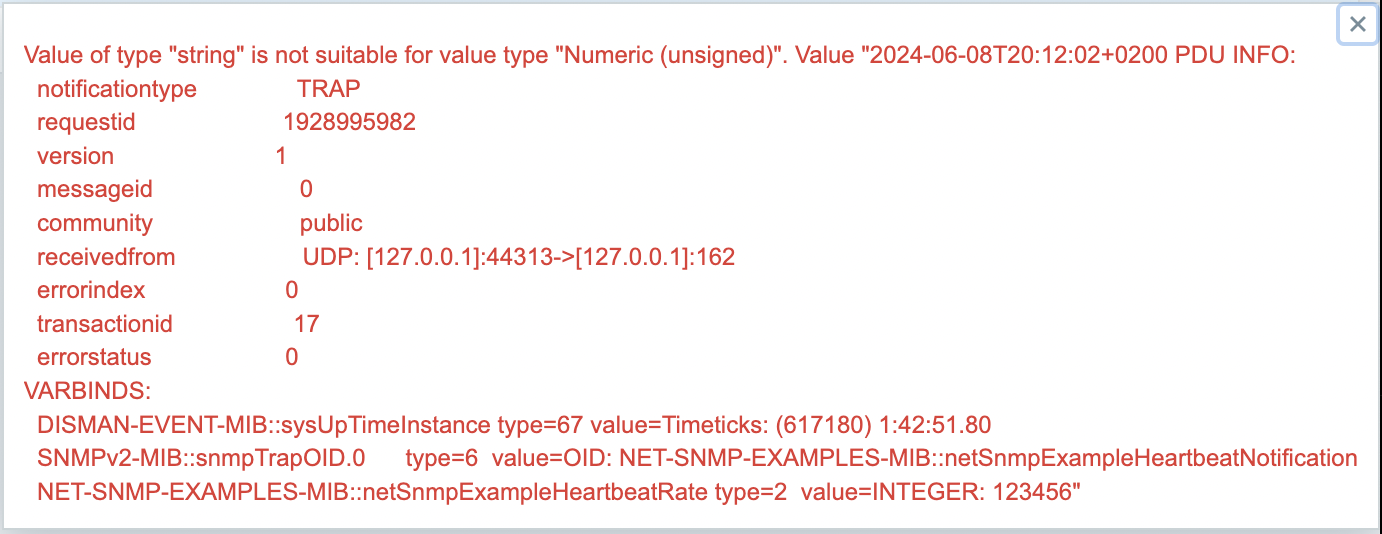 Value of type "string" is not suitable for value type "Numeric (unsigned)". Value "2024-06-08T20:12:02+0200 PDU INFO:
notificationtype TRAP
requestid 1928995982
version 1
messageid 0
community public
receivedfrom UDP: [127.0.0.1]:44313->[127.0.0.1]:162
errorindex 0
transactionid 17
errorstatus 0
VARBINDS:
DISMAN-EVENT-MIB::sysUpTimeInstance type=67 value=Timeticks: (617180) 1:42:51.80
SNMPv2-MIB::snmpTrapOID.0 type=6 value=OID: NET-SNMP-EXAMPLES-MIB::netSnmpExampleHeartbeatNotification
NET-SNMP-EXAMPLES-MIB::netSnmpExampleHeartbeatRate type=2 value=INTEGER: 123456"